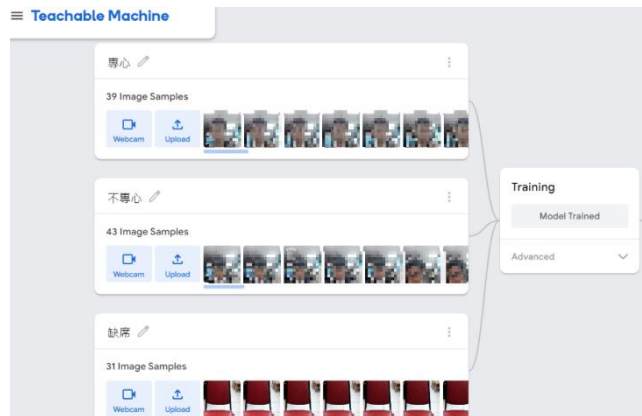 Teachable Machine
專心
39 Image Samples
Webcam
Upload
不專心
43 Image Samples
Webcam
Upload
缺席
31 Image Samples
Webcam
Upload
Training
Model Trained
Advanced